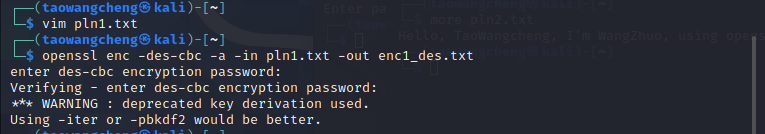 ┌──(taowangcheng㉿kali)-[~]
└─$ vim pln1.txt
┌──(taowangcheng㉿kali)-[~]
└─$ openssl enc -des-cbc -a -in pln1.txt -out enc1_des.txt
enter des-cbc encryption password:
Verifying - enter des-cbc encryption password:
*** WARNING : deprecated key derivation used.
Using -iter or -pbkdf2 would be better.
┌──(taowangcheng㉿kali)-[~]